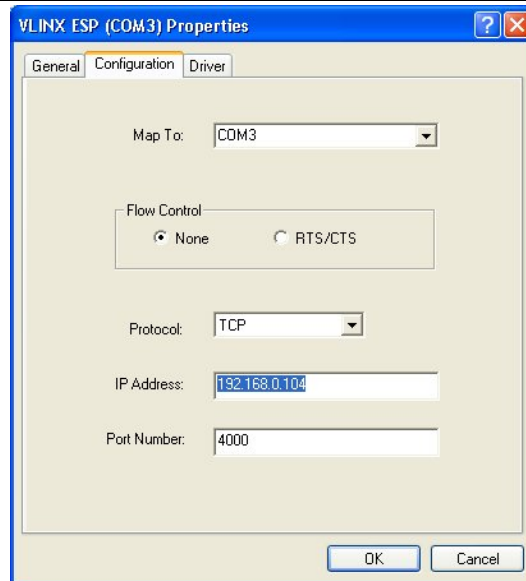 VLINX ESP (COM3) Properties
General Configuration Driver
Map To: COM3
Flow Control
None RTS/CTS
Protocol: TCP
IP Address: 192.168.0.104
Port Number: 4000
OK Cancel